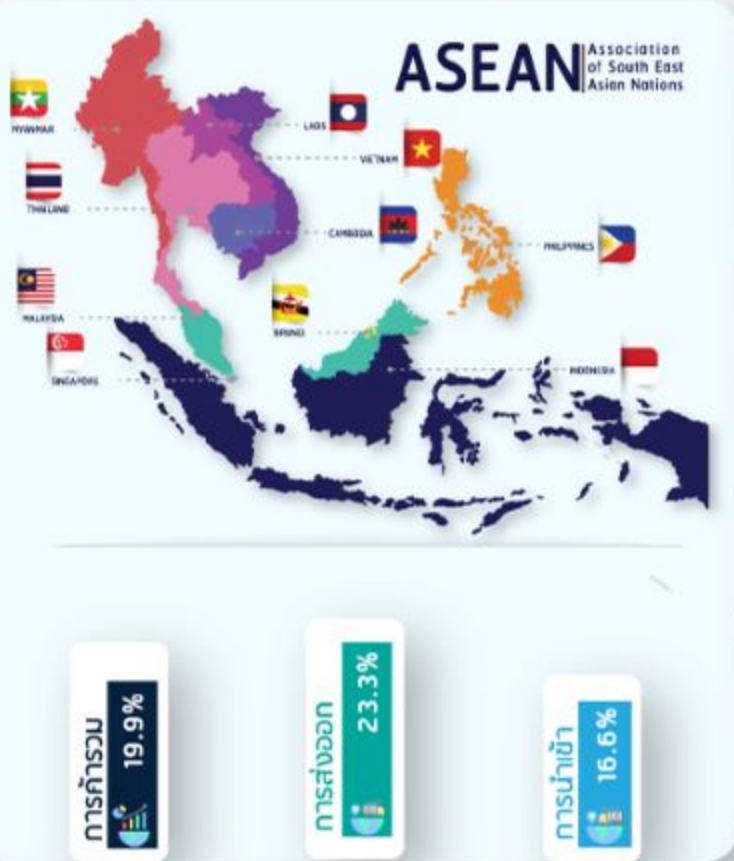 ASEAN
Association
of South East
Asian Nations
MYANMAR
LAOS
VIETNAM
THAILAND
CAMBODIA
PHILIPPINES
MALAYSIA
BRUNEI
SINGAPORE
INDONESIA
การค้ารวม
19.9%
การส่งออก
23.3%
การนำเข้า
16.6%